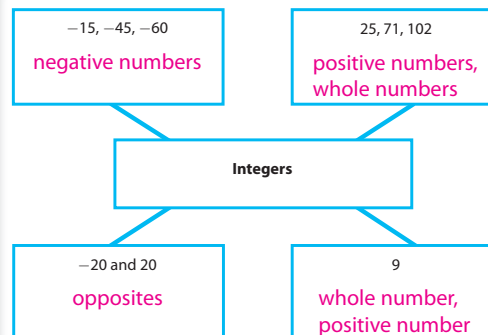 −15, −45, −60
negative numbers
25, 71, 102
positive numbers,
whole numbers
Integers
−20 and 20
opposites
9
whole number,
positive number